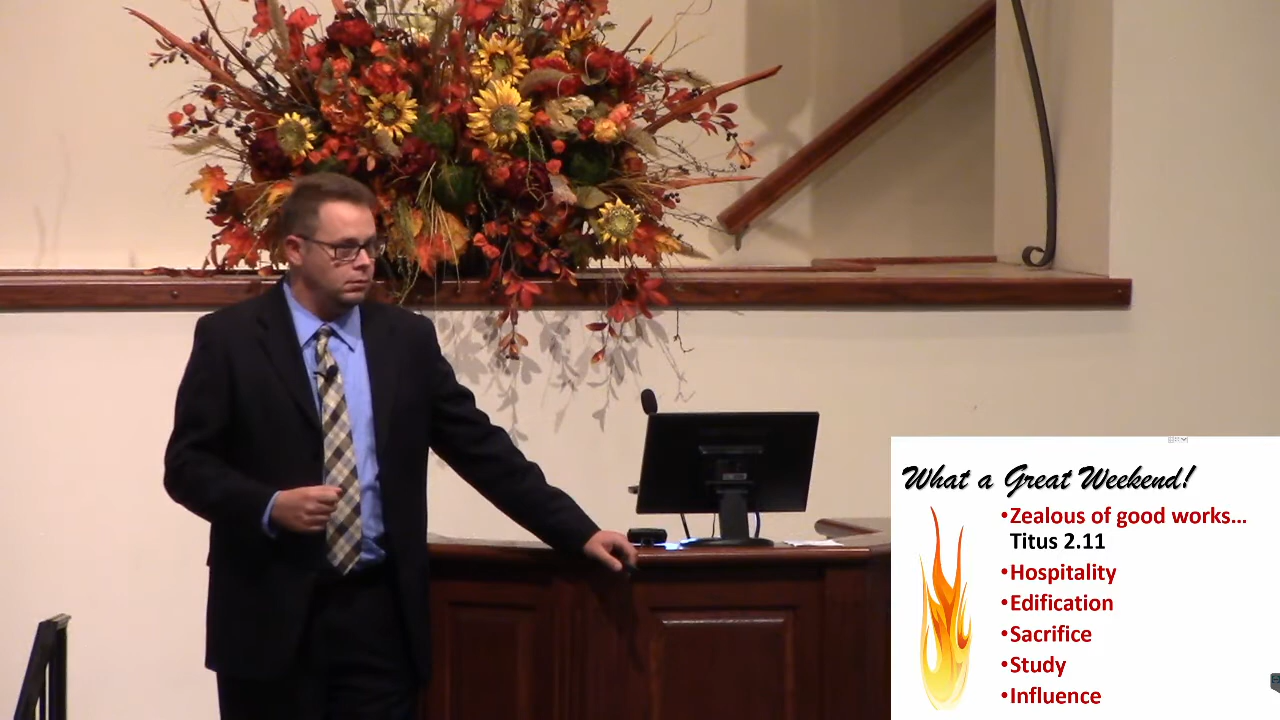 What a Great Weekend!
•Zealous of good works...
Titus 2.11
•Hospitality
•Edification
•Sacrifice
•Study
•Influence